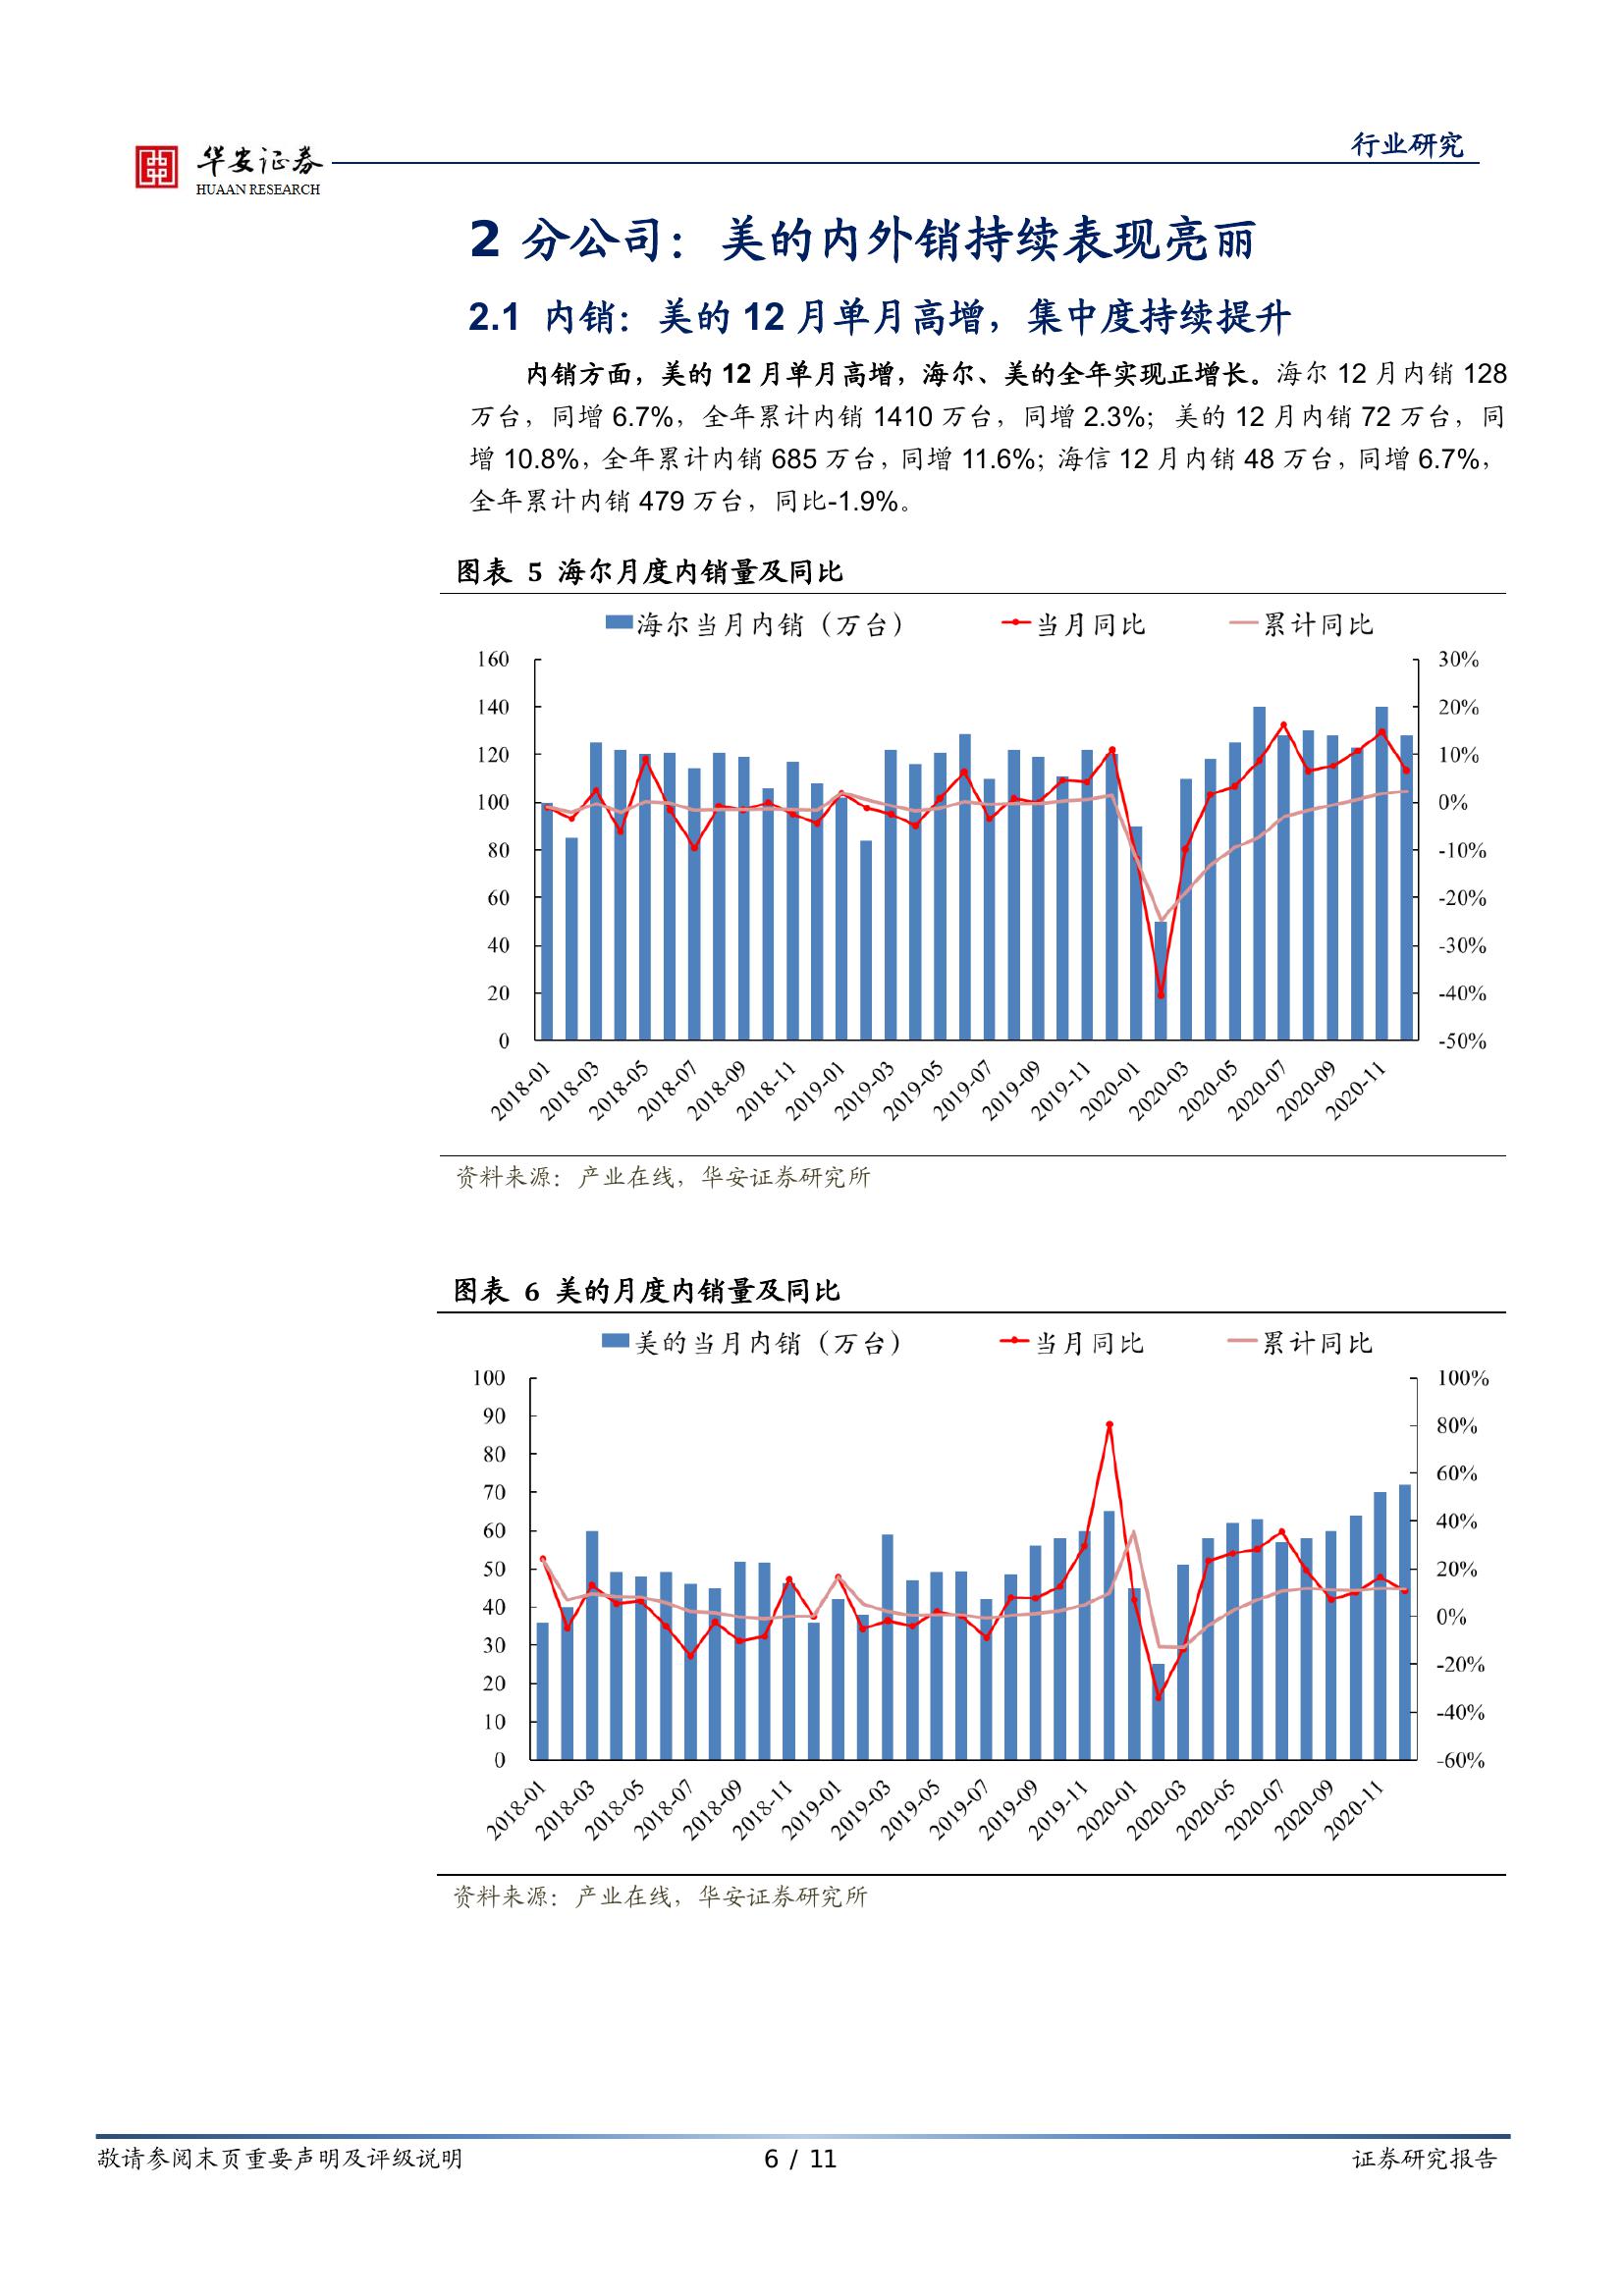 行业研究
华安证券
HUAAN RESEARCH
2 分公司：美的内外销持续表现亮丽
2.1 内销：美的 12 月单月高增，集中度持续提升
内销方面，美的 12 月单月高增，海尔、美的全年实现正增长。海尔 12 月内销 128
万台，同增 6.7%，全年累计内销 1410 万台，同增 2.3%；美的 12 月内销 72 万台，同
增 10.8%，全年累计内销 685 万台，同增 11.6%；海信 12 月内销 48 万台，同增 6.7%，
全年累计内销 479 万台，同比-1.9%。
图表 5 海尔月度内销量及同比
海尔当月内销（万台） 当月同比 累计同比
160 30%
140 20%
120 10%
100 0%
80 -10%
60 -20%
40 -30%
20 -40%
0 -50%
2018-01 2018-03 2018-05 2018-07 2018-09 2018-11 2019-01 2019-03 2019-05 2019-07 2019-09 2019-11 2020-01 2020-03 2020-05 2020-07 2020-09 2020-11
资料来源：产业在线，华安证券研究所
图表 6 美的月度内销量及同比
美的当月内销（万台） 当月同比 累计同比
100 100%
90
80 80%
70 60%
60 40%
50 20%
40 0%
30
20 -20%
10 -40%
0 -60%
2018-01 2018-03 2018-05 2018-07 2018-09 2018-11 2019-01 2019-03 2019-05 2019-07 2019-09 2019-11 2020-01 2020-03 2020-05 2020-07 2020-09 2020-11
资料来源：产业在线，华安证券研究所
敬请参阅末页重要声明及评级说明 6 / 11 证券研究报告